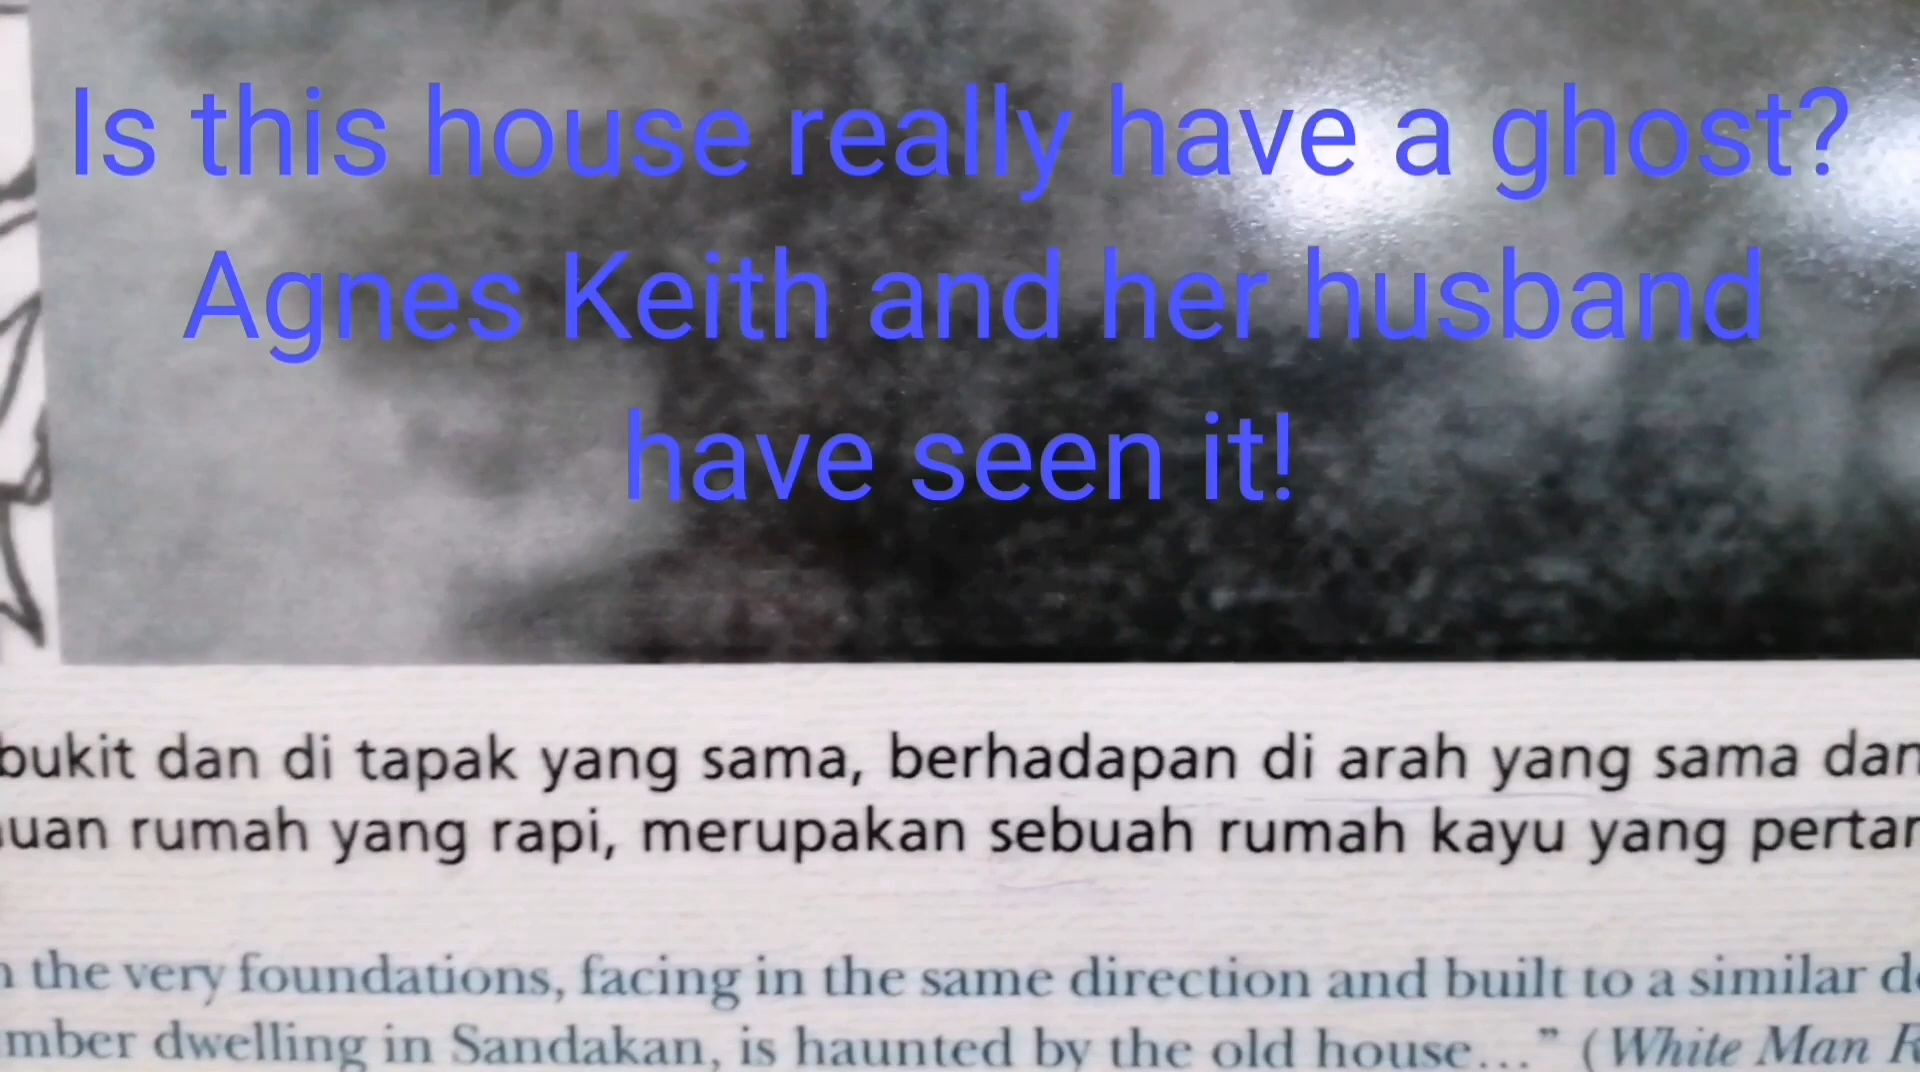 Is this house really have a ghost?
Agnes Keith and her husband
have seen it!
bukit dan di tapak yang sama, berhadapan di arah yang sama dan
rumah yang rapi, merupakan sebuah rumah kayu yang
the very foundations, facing in the same direction and built to a similar
dwelling in Sandakan, is haunted by the old house..." (White Man